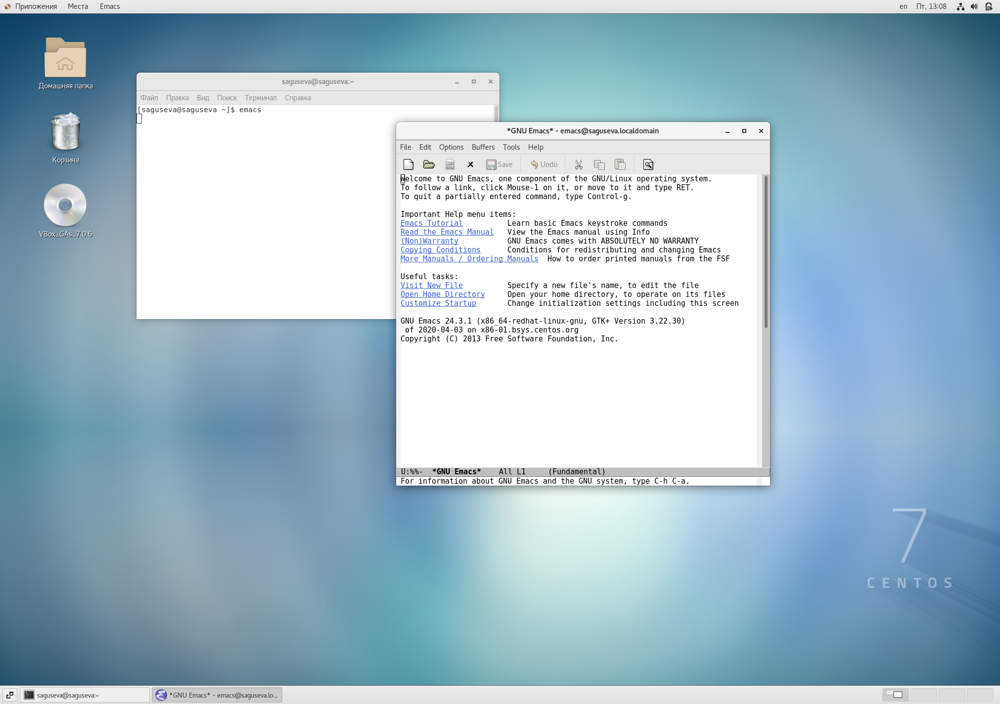 Приложения Места Emacs en Пт, 13:08
Домашняя папка
Корзина
VBox_GAs_7.0.6
saguseva@saguseva:~
Файл Правка Вид Поиск Терминал Справка
[saguseva@saguseva ~]$ emacs
*GNU Emacs* - emacs@saguseva.localdomain
File Edit Options Buffers Tools Help
Save Undo
Welcome to GNU Emacs, one component of the GNU/Linux operating system.
To follow a link, click Mouse-1 on it, or move to it and type RET.
To quit a partially entered command, type Control-g.
Important Help menu items:
Emacs Tutorial Learn basic Emacs keystroke commands
Read the Emacs Manual View the Emacs manual using Info
(Non)Warranty GNU Emacs comes with ABSOLUTELY NO WARRANTY
Copying Conditions Conditions for redistributing and changing Emacs
More Manuals / Ordering Manuals How to order printed manuals from the FSF
Useful tasks:
Visit New File Specify a new file's name, to edit the file
Open Home Directory Open your home directory, to operate on its files
Customize Startup Change initialization settings including this screen
GNU Emacs 24.3.1 (x86_64-redhat-linux-gnu, GTK+ Version 3.22.30)
of 2020-04-03 on x86-01.bsys.centos.org
Copyright (C) 2013 Free Software Foundation, Inc.
U:%%- *GNU Emacs* All L1 (Fundamental)
For information about GNU Emacs and the GNU system, type C-h C-a.
7
CENTOS
saguseva@saguseva:~ *GNU Emacs* - emacs@saguseva.lo...